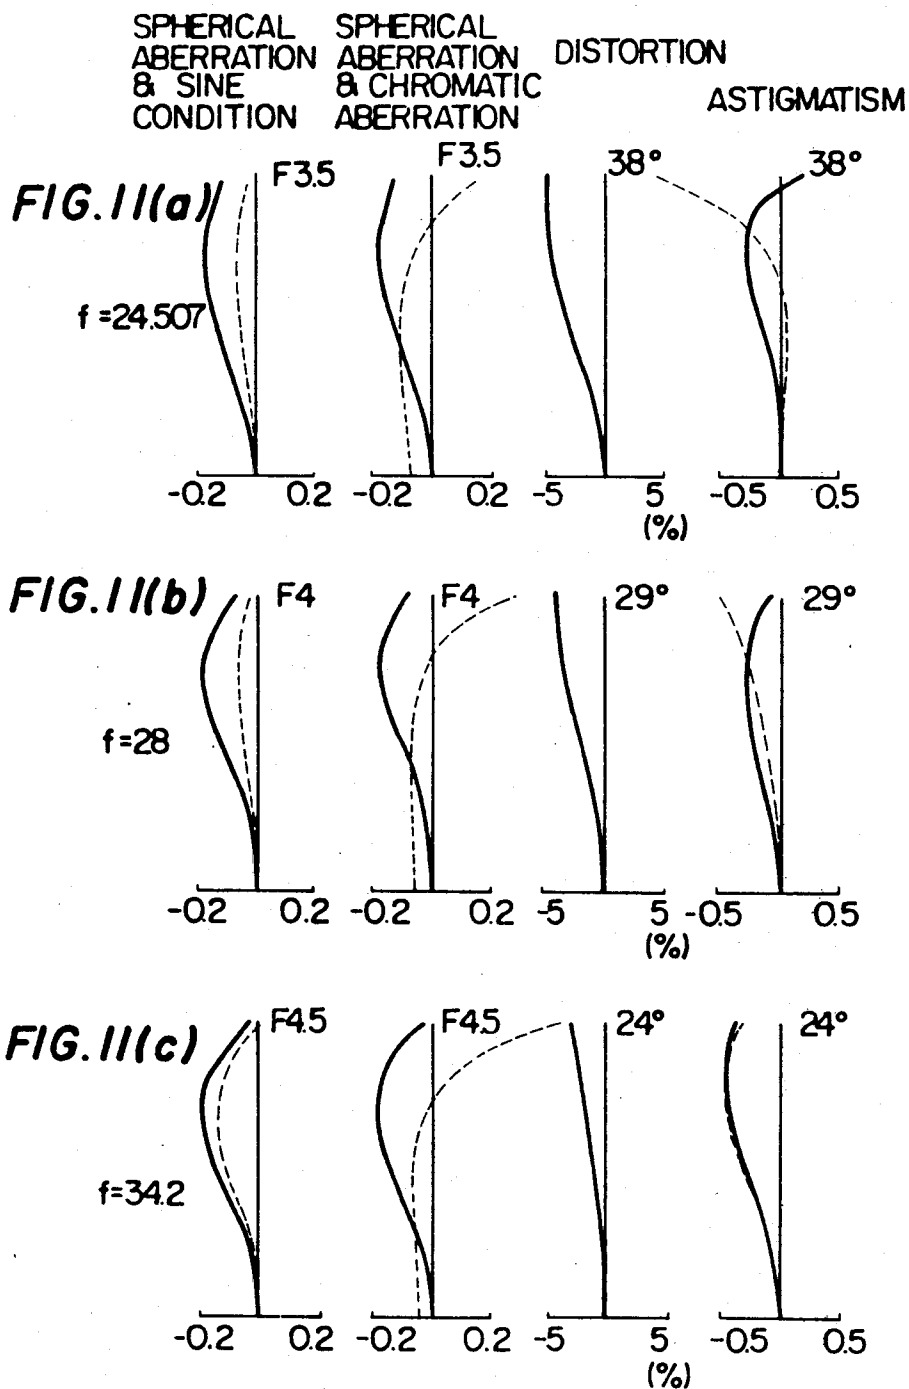 SPHERICAL
ABERRATION
& SINE
CONDITION
SPHERICAL
ABERRATION
& CHROMATIC
ABERRATION
DISTORTION
ASTIGMATISM
FIG. 11(a)
f=24.507
F3.5
F3.5
38°
38°
-0.2 0.2
-0.2 0.2
-5 5
(%)
-0.5 0.5
FIG. 11(b)
f=28
F4
F4
29°
29°
-0.2 0.2
-0.2 0.2
-5 5
(%)
-0.5 0.5
FIG. 11(c)
f=34.2
F4.5
F4.5
24°
24°
-0.2 0.2
-0.2 0.2
-5 5
(%)
-0.5 0.5